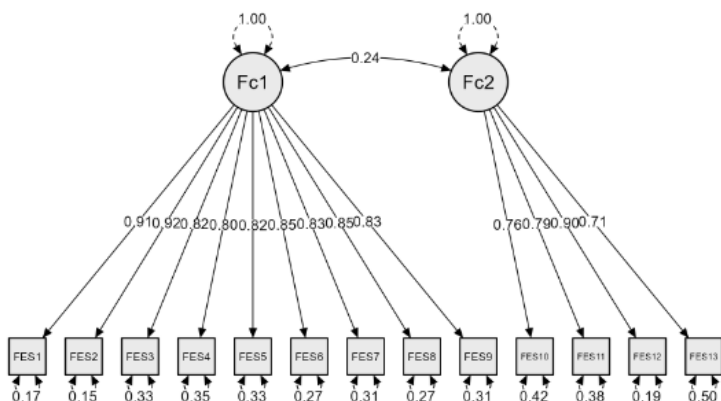 1.00 1.00
0.24
Fc1 Fc2
0.91 0.92 0.82 0.80 0.82 0.85 0.83 0.85 0.83 0.76 0.79 0.90 0.71
FES1 FES2 FES3 FES4 FES5 FES6 FES7 FES8 FES9 FES10 FES11 FES12 FES13
0.17 0.15 0.33 0.35 0.33 0.27 0.31 0.27 0.31 0.42 0.38 0.19 0.50